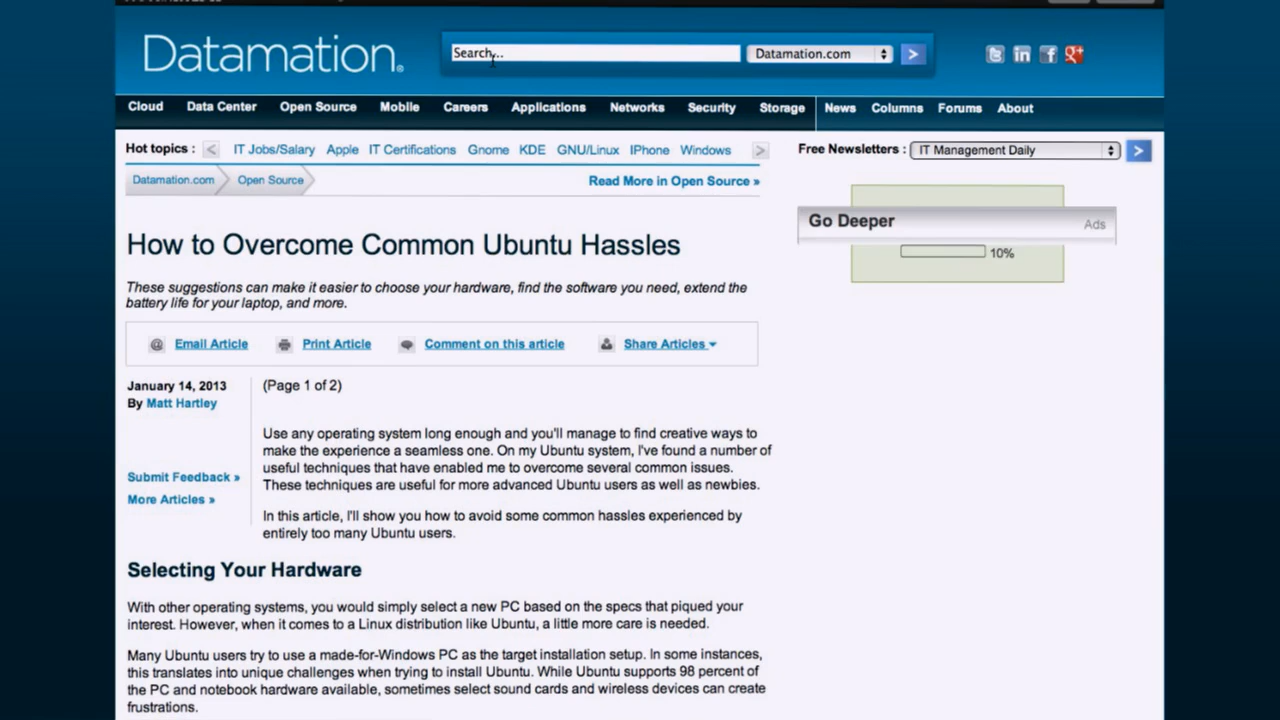 Datamation.
Search...
Datamation.com
Cloud Data Center Open Source Mobile Careers Applications Networks Security Storage News Columns Forums About
Hot topics : < IT Jobs/Salary Apple IT Certifications Gnome KDE GNU/Linux IPhone Windows >
Free Newsletters : IT Management Daily
Datamation.com Open Source Read More in Open Source »
Go Deeper Ads
10%
How to Overcome Common Ubuntu Hassles
These suggestions can make it easier to choose your hardware, find the software you need, extend the
battery life for your laptop, and more.
@ Email Article Print Article Comment on this article Share Articles
January 14, 2013
By Matt Hartley
Submit Feedback »
More Articles »
(Page 1 of 2)
Use any operating system long enough and you'll manage to find creative ways to
make the experience a seamless one. On my Ubuntu system, I've found a number of
useful techniques that have enabled me to overcome several common issues.
These techniques are useful for more advanced Ubuntu users as well as newbies.
In this article, I'll show you how to avoid some common hassles experienced by
entirely too many Ubuntu users.
Selecting Your Hardware
With other operating systems, you would simply select a new PC based on the specs that piqued your
interest. However, when it comes to a Linux distribution like Ubuntu, a little more care is needed.
Many Ubuntu users try to use a made-for-Windows PC as the target installation setup. In some instances,
this translates into unique challenges when trying to install Ubuntu. While Ubuntu supports 98 percent of
the PC and notebook hardware available, sometimes select sound cards and wireless devices can create
frustrations.